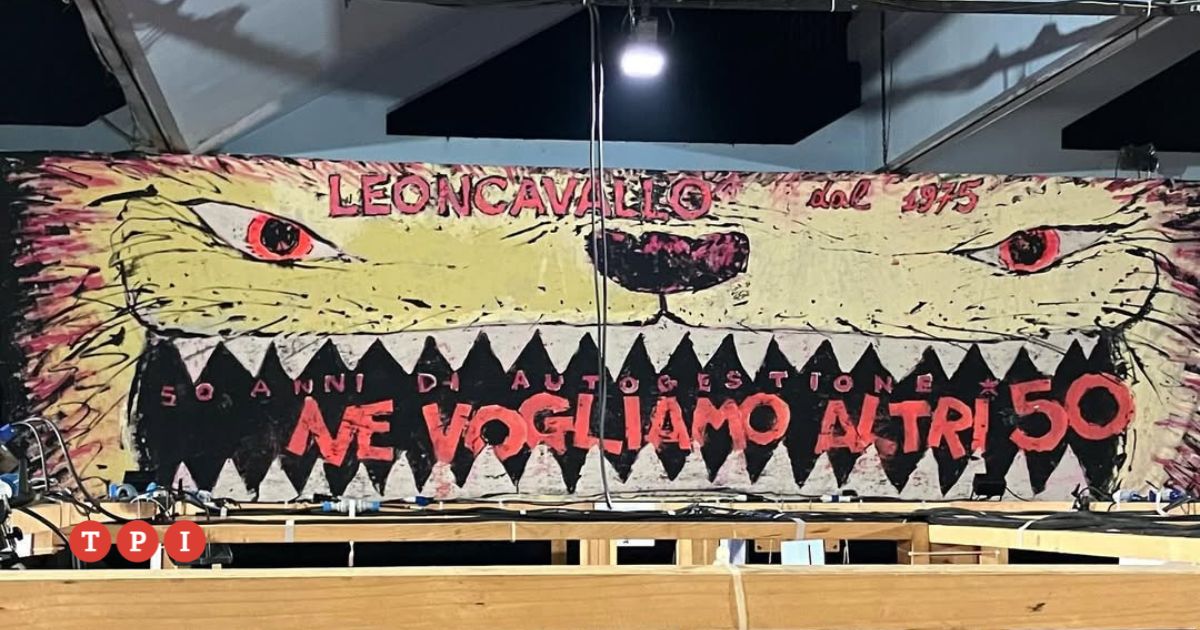 LEONCAVALLO dal 1975
50 ANNI DI AUTOGESTIONE *
NE VOGLIAMO ALTRI 50
TPI